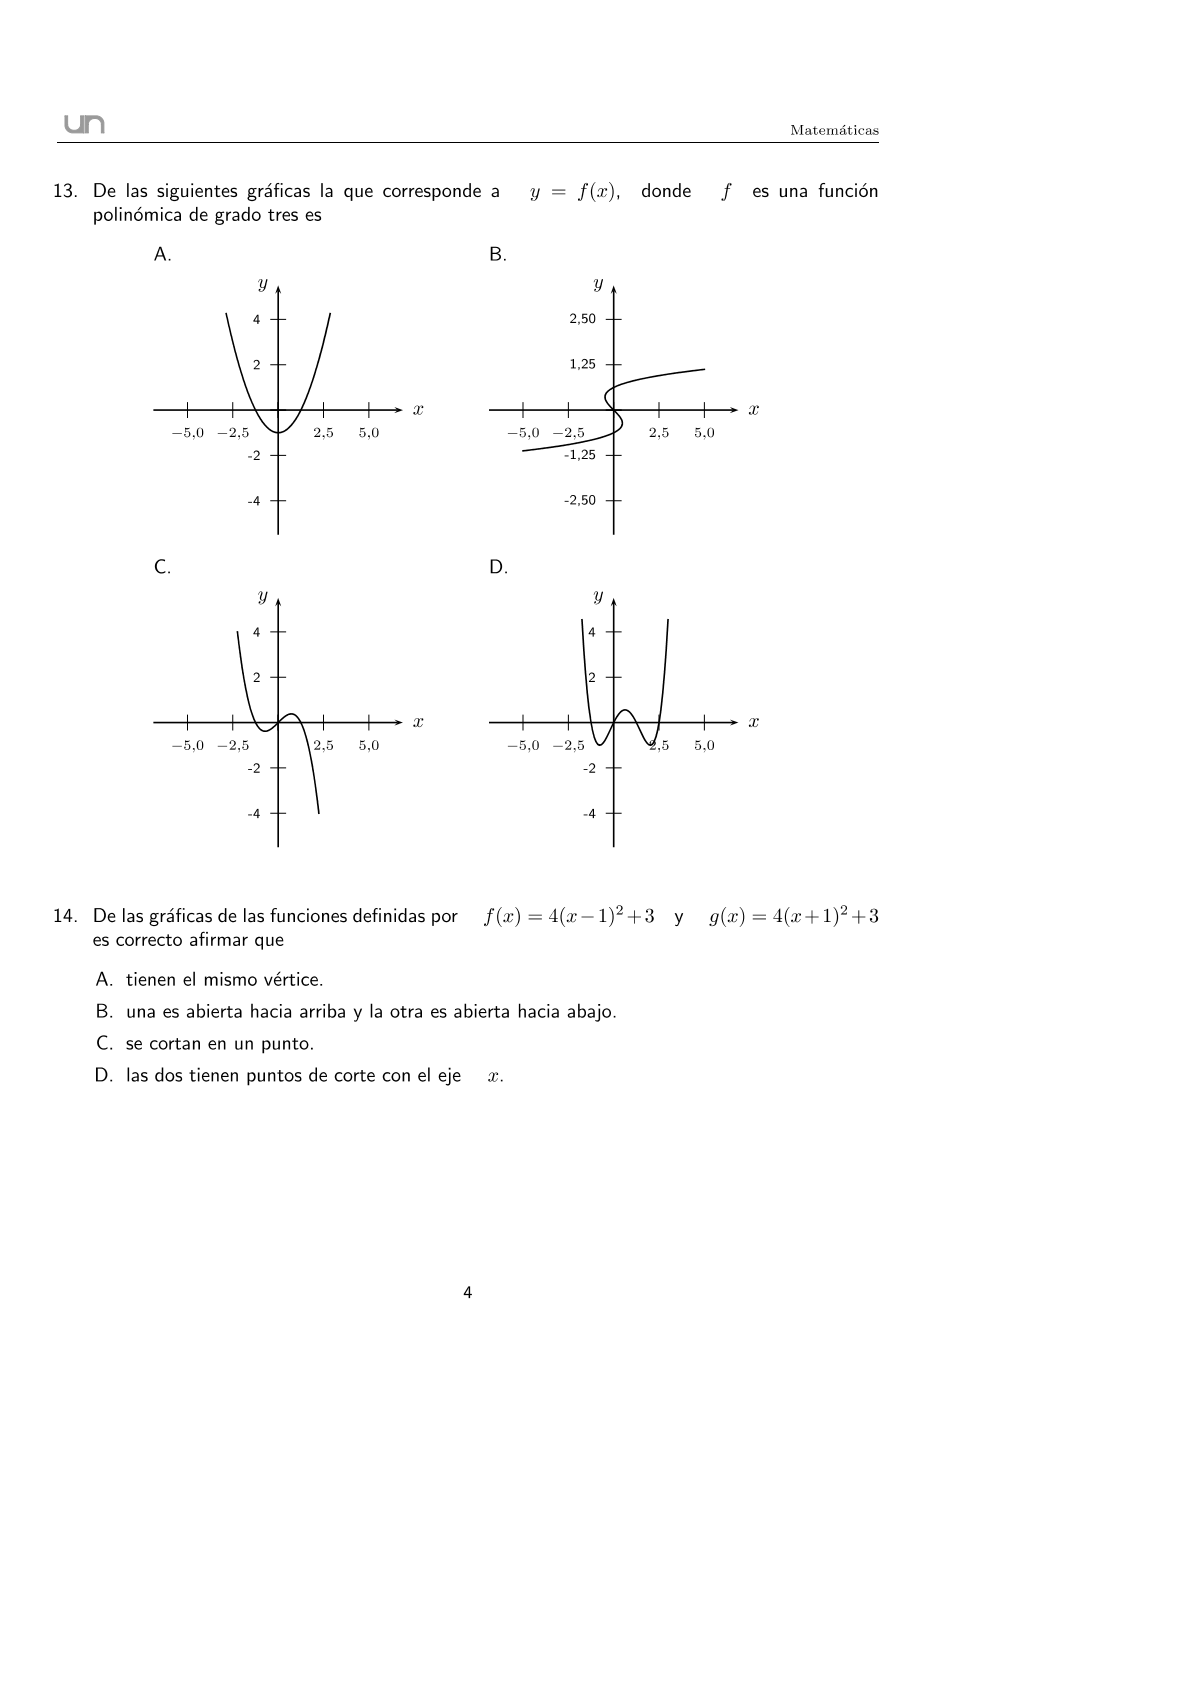 un
Matemáticas
13. De las siguientes gráficas la que corresponde a y = f(x), donde f es una función
polinómica de grado tres es
A.
y
4
2
x
−5,0 −2,5 2,5 5,0
-2
-4
B.
y
2,50
1,25
x
−5,0 −2,5 2,5 5,0
-1,25
-2,50
C.
y
4
2
x
−5,0 −2,5 2,5 5,0
-2
-4
D.
y
4
2
x
−5,0 −2,5 2,5 5,0
-2
-4
14. De las gráficas de las funciones definidas por f(x) = 4(x−1)²+3 y g(x) = 4(x+1)²+3
es correcto afirmar que
A. tienen el mismo vértice.
B. una es abierta hacia arriba y la otra es abierta hacia abajo.
C. se cortan en un punto.
D. las dos tienen puntos de corte con el eje x.
4